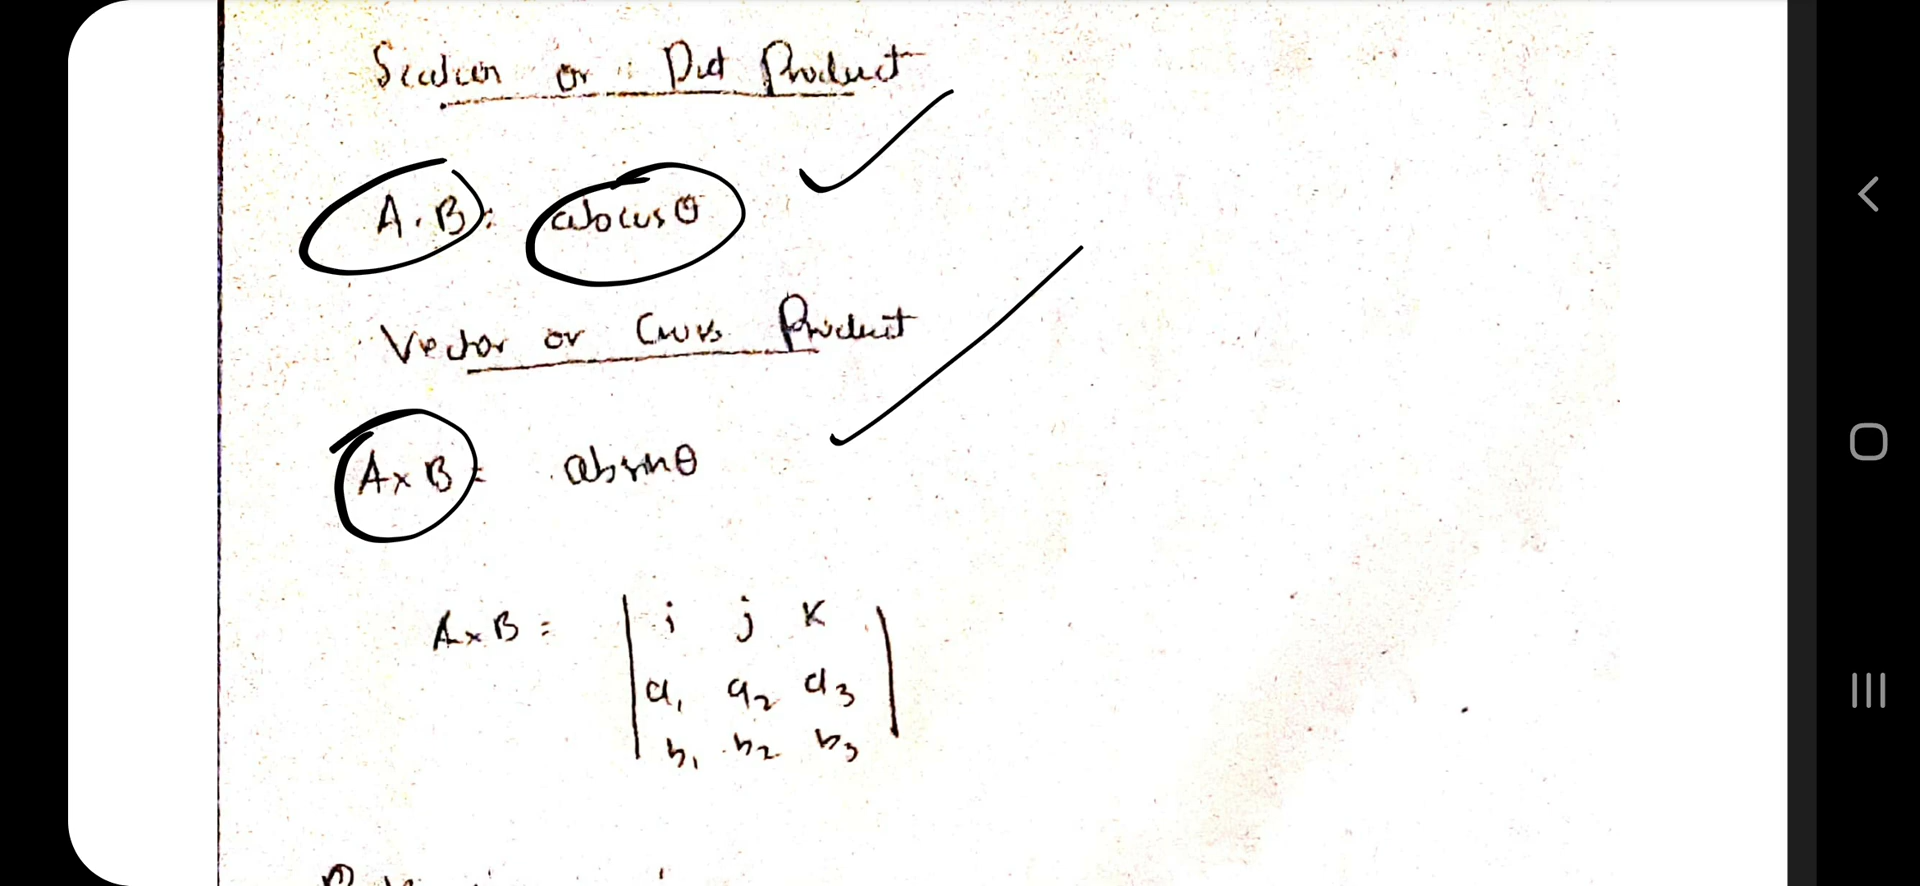 Scalar or Dot Product
A.B = abcosθ
Vector or Cross Product
A×B = absinθ
A×B = | i j k |
| a₁ a₂ a₃ |
| b₁ b₂ b₃ |